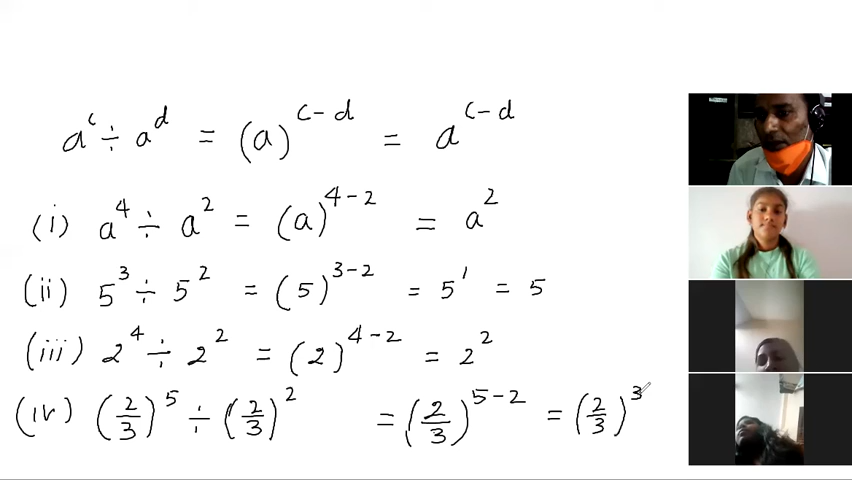 a^c ÷ a^d = (a)^{c-d} = a^{c-d}
(i) a^4 ÷ a^2 = (a)^{4-2} = a^2
(ii) 5^3 ÷ 5^2 = (5)^{3-2} = 5^1 = 5
(iii) 2^4 ÷ 2^2 = (2)^{4-2} = 2^2
(iv) (2/3)^5 ÷ (2/3)^2 = (2/3)^{5-2} = (2/3)^3